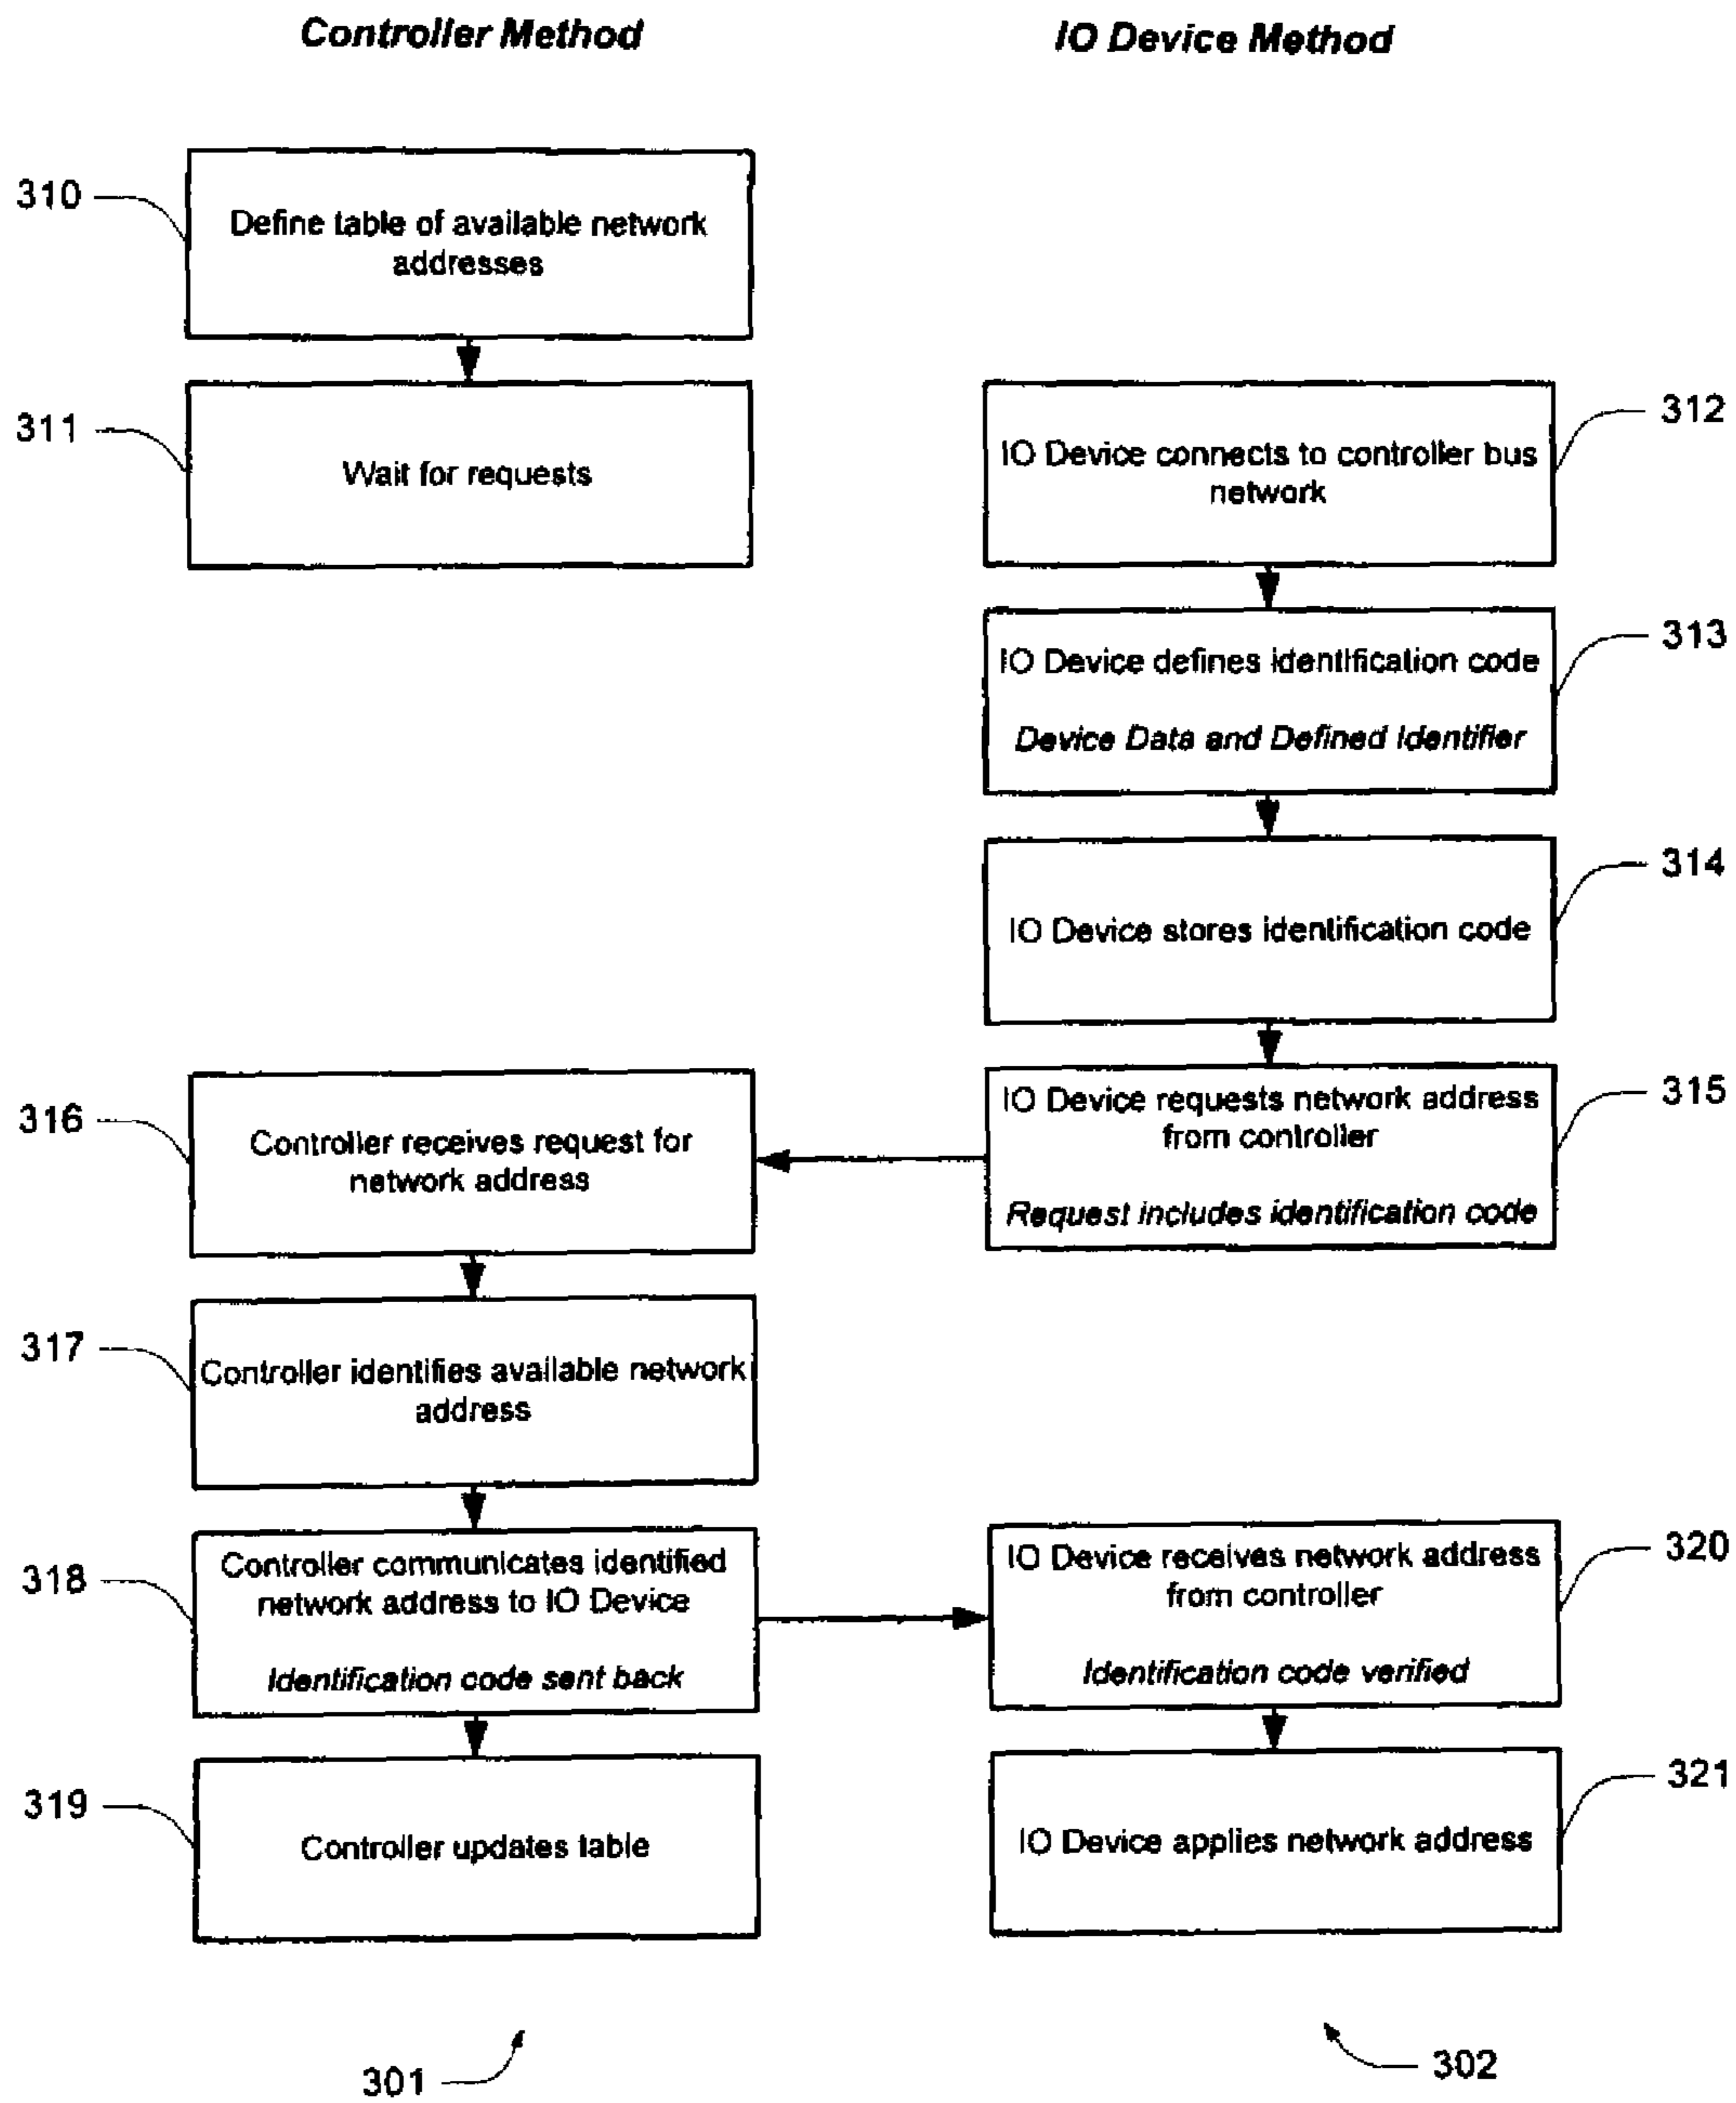 Controller Method
IO Device Method
310
Define table of available network
addresses
311
Wait for requests
312
IO Device connects to controller bus
network
313
IO Device defines identification code
Device Data and Defined Identifier
314
IO Device stores identification code
315
IO Device requests network address
from controller
Request includes identification code
316
Controller receives request for
network address
317
Controller identifies available network
address
318
Controller communicates identified
network address to IO Device
Identification code sent back
320
IO Device receives network address
from controller
Identification code verified
319
Controller updates table
321
IO Device applies network address
301
302